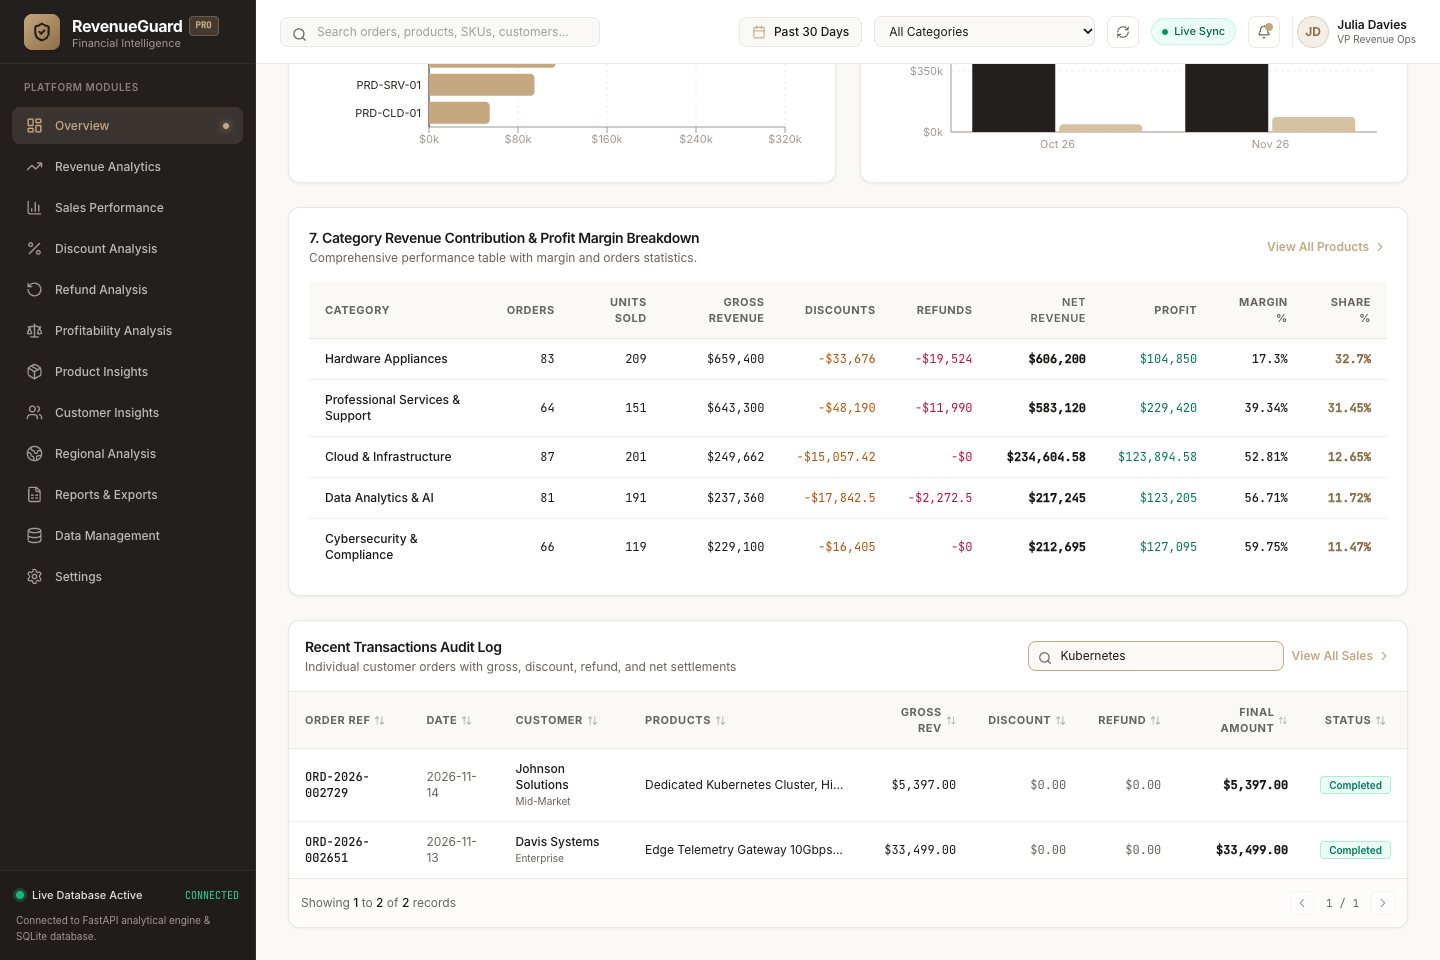 RevenueGuard PRO
Financial Intelligence
PLATFORM MODULES
Overview
Revenue Analytics
Sales Performance
Discount Analysis
Refund Analysis
Profitability Analysis
Product Insights
Customer Insights
Regional Analysis
Reports & Exports
Data Management
Settings
Live Database Active CONNECTED
Connected to FastAPI analytical engine &
SQLite database.
Search orders, products, SKUs, customers...
Past 30 Days
All Categories
Live Sync
JD
Julia Davies
VP Revenue Ops
PRD-SRV-01
PRD-CLD-01
$0k $80k $160k $240k $320k
$350k
$0k
Oct 26 Nov 26
7. Category Revenue Contribution & Profit Margin Breakdown
Comprehensive performance table with margin and orders statistics.
View All Products
CATEGORY ORDERS UNITS SOLD GROSS REVENUE DISCOUNTS REFUNDS NET REVENUE PROFIT MARGIN % SHARE %
Hardware Appliances 83 209 $659,400 -$33,676 -$19,524 $606,200 $104,850 17.3% 32.7%
Professional Services & Support 64 151 $643,300 -$48,190 -$11,990 $583,120 $229,420 39.34% 31.45%
Cloud & Infrastructure 87 201 $249,662 -$15,057.42 -$0 $234,604.58 $123,894.58 52.81% 12.65%
Data Analytics & AI 81 191 $237,360 -$17,842.5 -$2,272.5 $217,245 $123,205 56.71% 11.72%
Cybersecurity & Compliance 66 119 $229,100 -$16,405 -$0 $212,695 $127,095 59.75% 11.47%
Recent Transactions Audit Log
Individual customer orders with gross, discount, refund, and net settlements
Kubernetes
View All Sales
ORDER REF DATE CUSTOMER PRODUCTS GROSS REV DISCOUNT REFUND FINAL AMOUNT STATUS
ORD-2026-002729 2026-11-14 Johnson Solutions Mid-Market Dedicated Kubernetes Cluster, Hi... $5,397.00 $0.00 $0.00 $5,397.00 Completed
ORD-2026-002651 2026-11-13 Davis Systems Enterprise Edge Telemetry Gateway 10Gbps... $33,499.00 $0.00 $0.00 $33,499.00 Completed
Showing 1 to 2 of 2 records
1 / 1